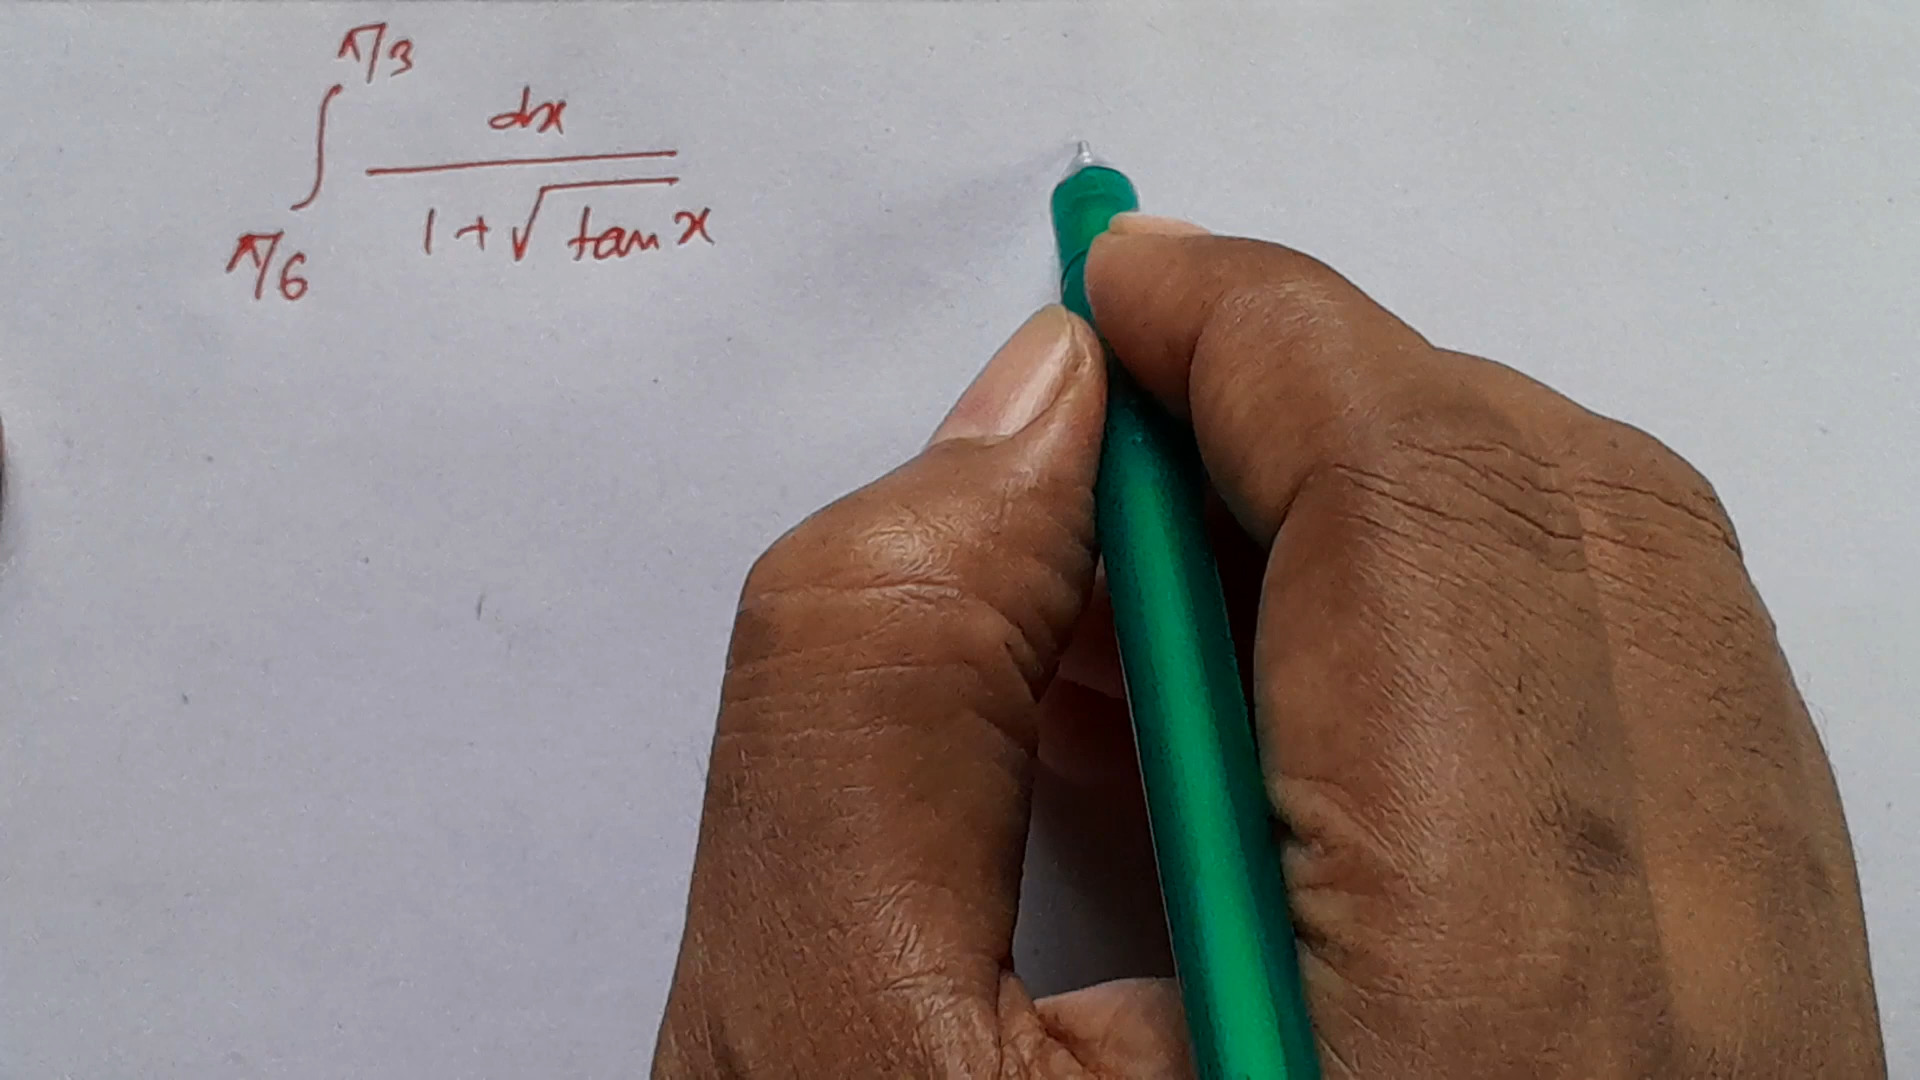 ∫_{π/6}^{π/3} dx / (1 + √tan x)